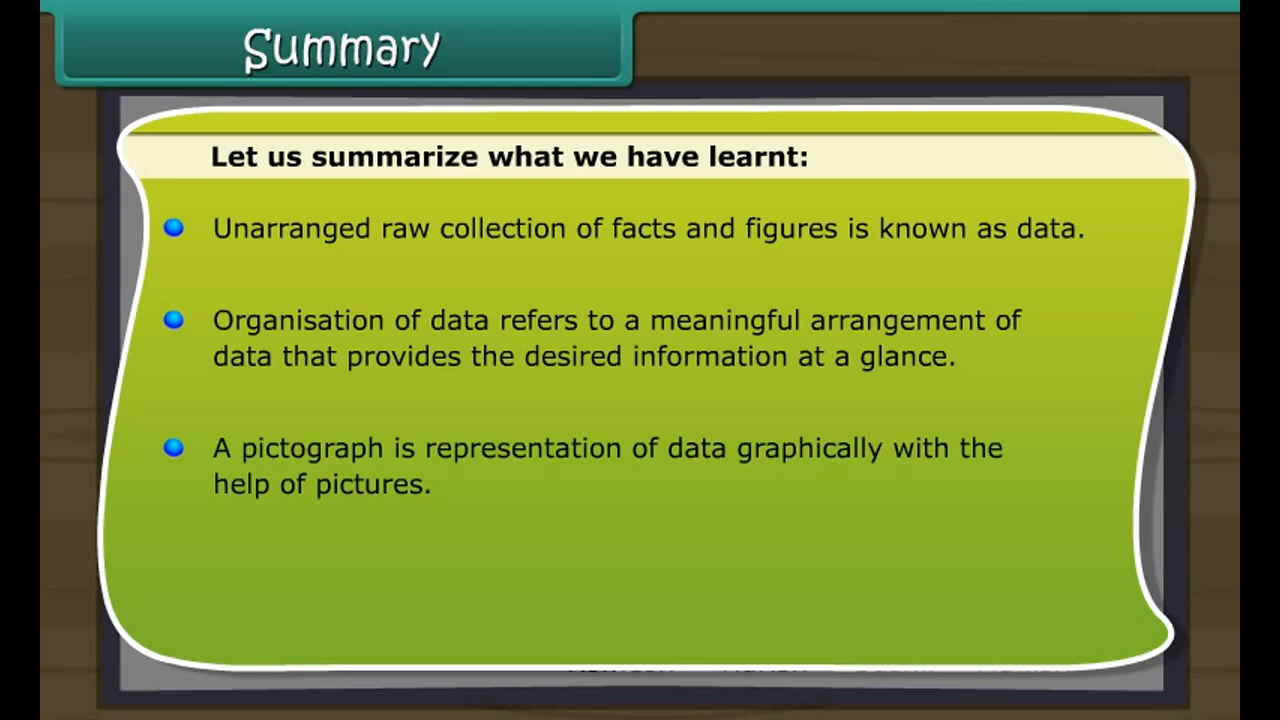 Summary
Let us summarize what we have learnt:
Unarranged raw collection of facts and figures is known as data.
Organisation of data refers to a meaningful arrangement of
data that provides the desired information at a glance.
A pictograph is representation of data graphically with the
help of pictures.